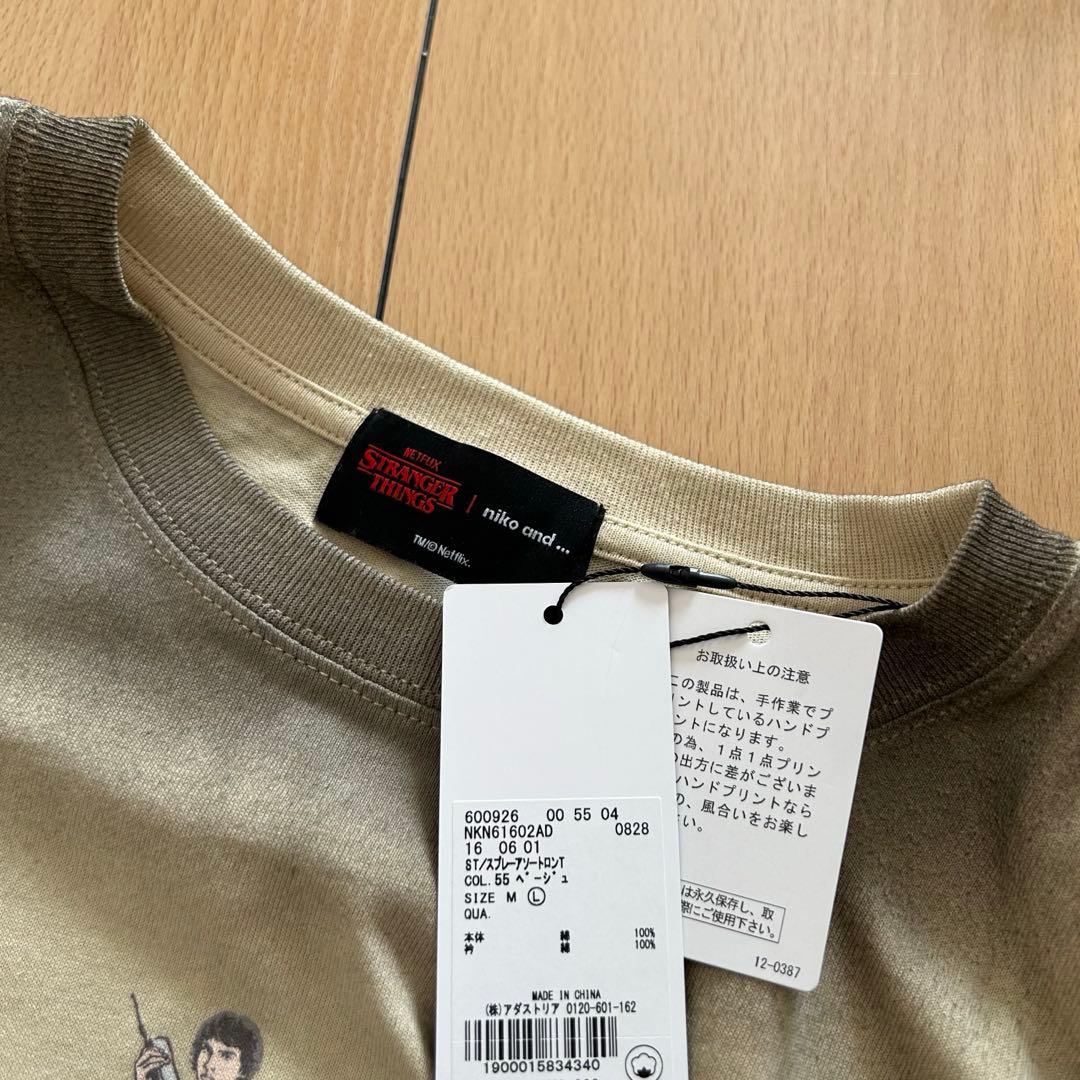 NETFLIX
STRANGER
THINGS
niko and ...
TM/© Netflix.
600926 00 55 04
NKN61602AD 0828
16 06 01
ST/スプレーアソートロンT
COL.55 ベージュ
SIZE M Ⓛ
QUA.
本体 綿 100%
衿 綿 100%
MADE IN CHINA
(株)アダストリア 0120-601-162
1900015834340
お取扱い上の注意
この製品は、手作業でプ
リントしているハンドプ
ントになります。
の為、1点1点プリン
の出方に差がございま
ハンドプリントなら
の、風合いをお楽し
さい。
は永久保存し、取
際にご使用下さい。
12-0387